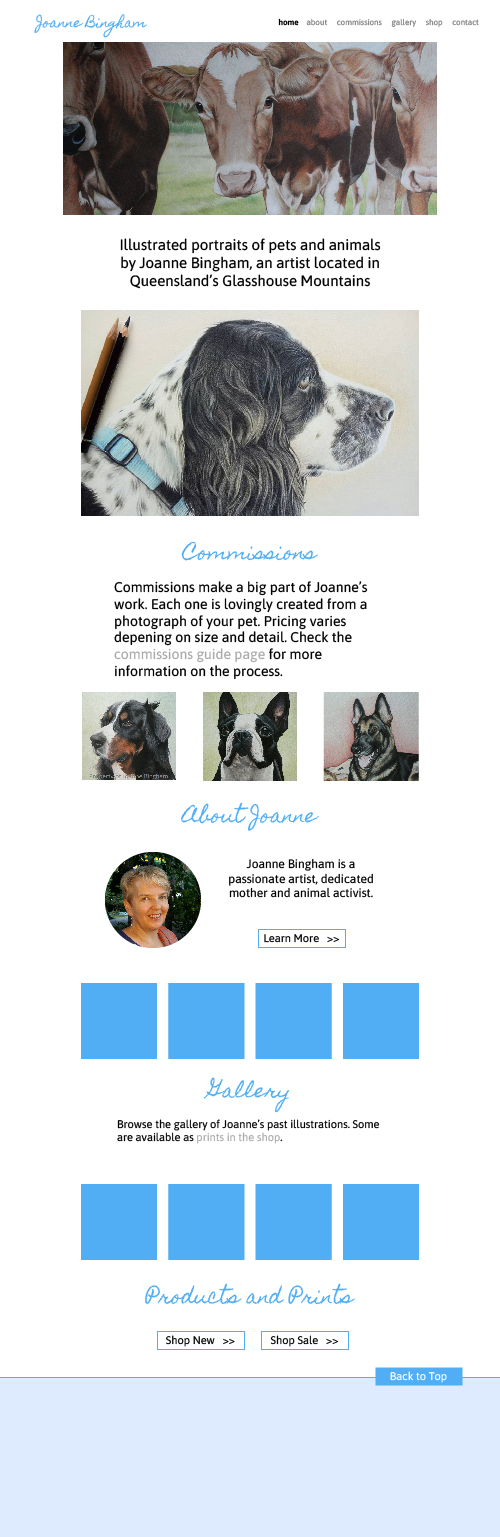 Joanne Bingham
home about commissions gallery shop contact
Illustrated portraits of pets and animals
by Joanne Bingham, an artist located in
Queensland's Glasshouse Mountains
Commissions
Commissions make a big part of Joanne's
work. Each one is lovingly created from a
photograph of your pet. Pricing varies
depening on size and detail. Check the
commissions guide page for more
information on the process.
Property of Joanne Bingham
About Joanne
Joanne Bingham is a
passionate artist, dedicated
mother and animal activist.
Learn More >>
Gallery
Browse the gallery of Joanne's past illustrations. Some
are available as prints in the shop.
Products and Prints
Shop New >> Shop Sale >>
Back to Top